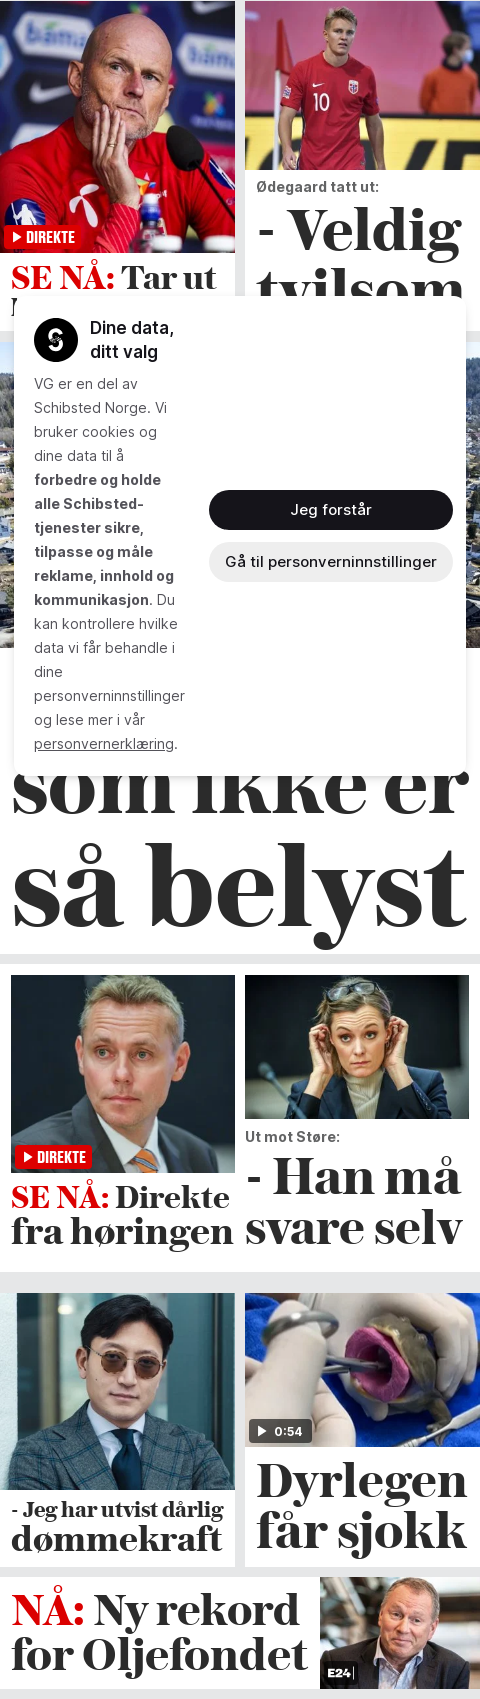 DIREKTE
SE NÅ: Tar ut
Ødegaard tatt ut:
- Veldig
tvilsom
Dine data,
ditt valg
VG er en del av
Schibsted Norge. Vi
bruker cookies og
dine data til å
forbedre og holde
alle Schibsted-
tjenester sikre,
tilpasse og måle
reklame, innhold og
kommunikasjon. Du
kan kontrollere hvilke
data vi får behandle i
dine
personverninnstillinger
og lese mer i vår
personvernerklæring.
Jeg forstår
Gå til personverninnstillinger
som ikke er
så belyst
DIREKTE
SE NÅ: Direkte
fra høringen
Ut mot Støre:
- Han må
svare selv
- Jeg har utvist dårlig
dømmekraft
0:54
Dyrlegen
får sjokk
NÅ: Ny rekord
for Oljefondet
E24